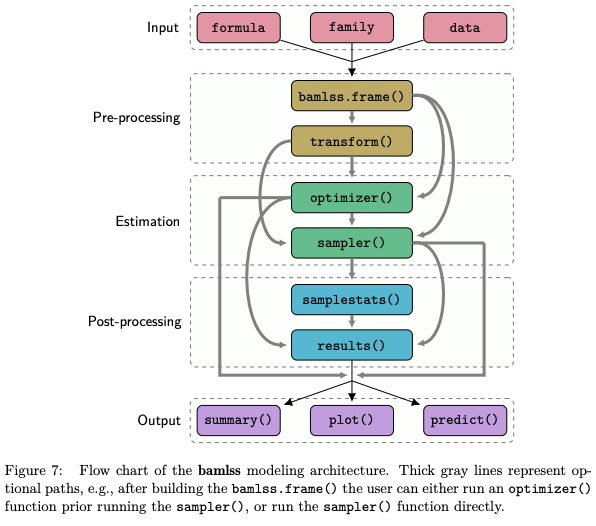 Input
formula
family
data
Pre-processing
bamlss.frame()
transform()
Estimation
optimizer()
sampler()
Post-processing
samplestats()
results()
Output
summary()
plot()
predict()
Figure 7: Flow chart of the bamlss modeling architecture. Thick gray lines represent op-
tional paths, e.g., after building the bamlss.frame() the user can either run an optimizer()
function prior running the sampler(), or run the sampler() function directly.